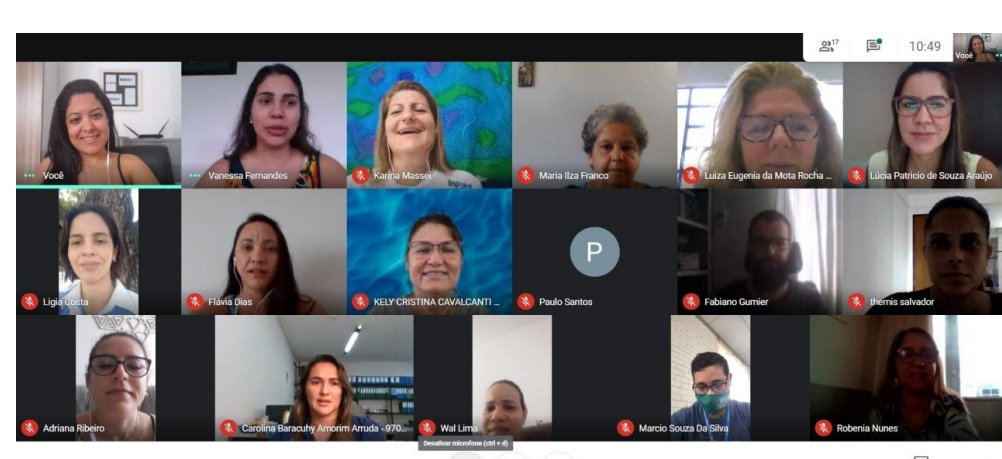 17
10:49
Você
... Você
... Vanessa Fernandes
Karina Massei
Maria Ilza Franco
Luiza Eugenia da Mota Rocha ...
Lúcia Patricio de Souza Araújo
Ligia Costa
Flávia Dias
KELY CRISTINA CAVALCANTI ...
P
Paulo Santos
Fabiano Gumier
themis salvador
Adriana Ribeiro
Carolina Baracuhy Amorim Arruda - 970...
Wal Lima
Marcio Souza Da Silva
Robenia Nunes
Desativar microfone (ctrl + d)